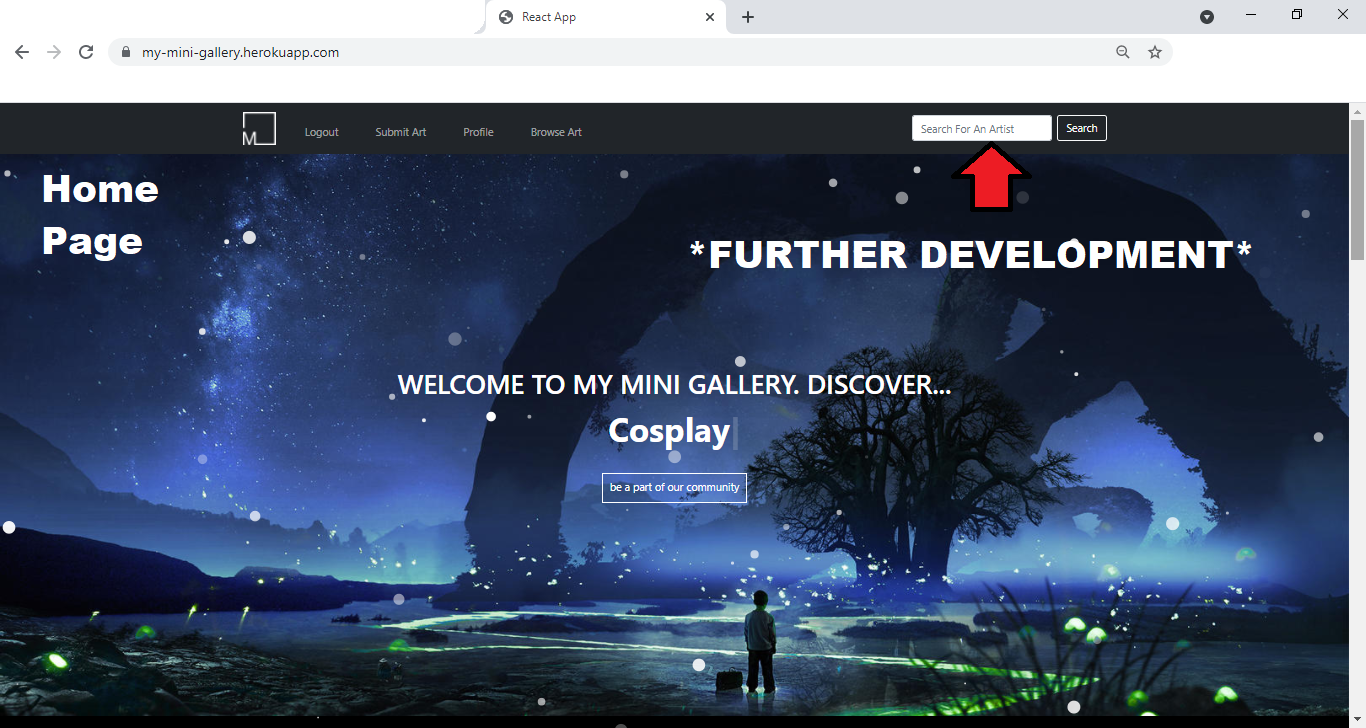 React App
my-mini-gallery.herokuapp.com
M Logout Submit Art Profile Browse Art Search For An Artist Search
Home
Page
*FURTHER DEVELOPMENT*
WELCOME TO MY MINI GALLERY. DISCOVER...
Cosplay
be a part of our community